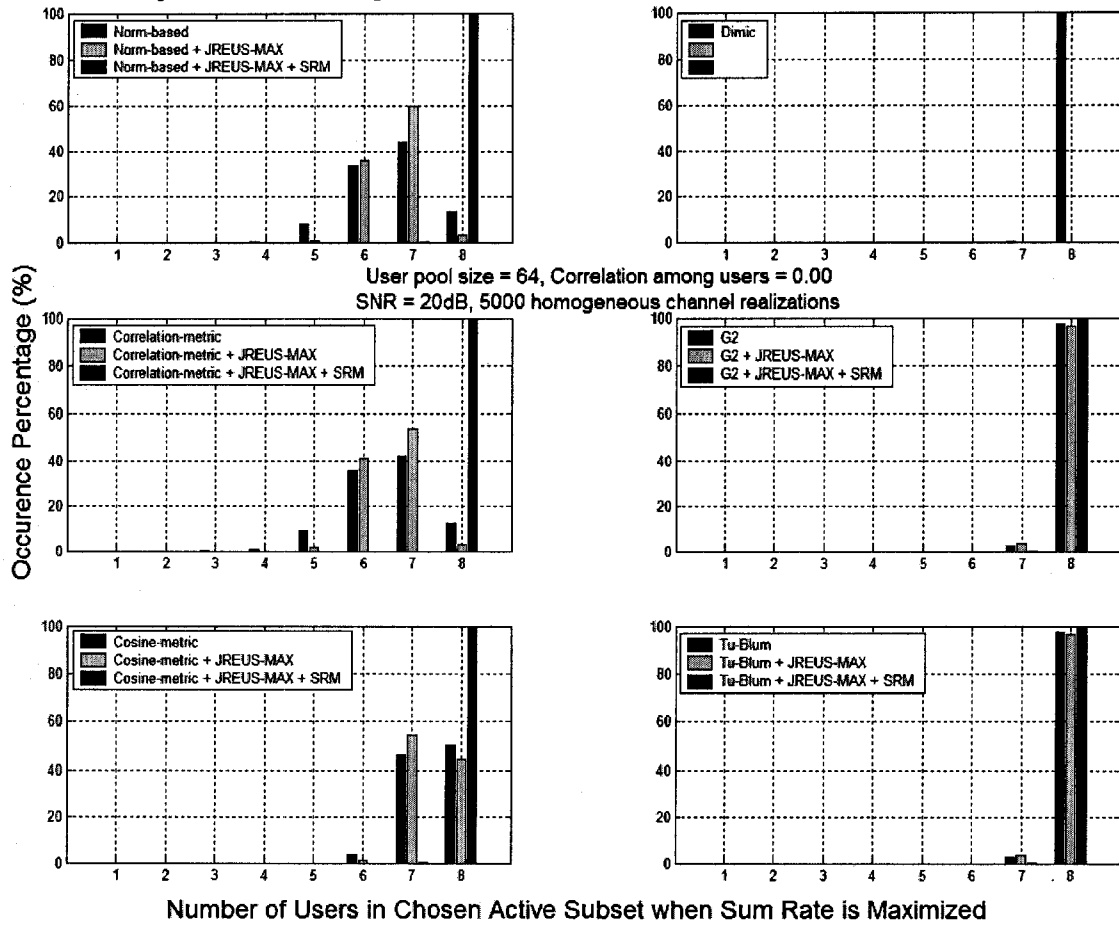 100
80
60
40
20
0
Norm-based
Norm-based + JREUS-MAX
Norm-based + JREUS-MAX + SRM
1 2 3 4 5 6 7 8
100
80
60
40
20
0
Dimic
1 2 3 4 5 6 7 8
User pool size = 64, Correlation among users = 0.00
SNR = 20dB, 5000 homogeneous channel realizations
Occurence Percentage (%)
100
80
60
40
20
0
Correlation-metric
Correlation-metric + JREUS-MAX
Correlation-metric + JREUS-MAX + SRM
1 2 3 4 5 6 7 8
100
80
60
40
20
0
G2
G2 + JREUS-MAX
G2 + JREUS-MAX + SRM
1 2 3 4 5 6 7 8
100
80
60
40
20
0
Cosine-metric
Cosine-metric + JREUS-MAX
Cosine-metric + JREUS-MAX + SRM
1 2 3 4 5 6 7 8
100
80
60
40
20
0
Tu-Blum
Tu-Blum + JREUS-MAX
Tu-Blum + JREUS-MAX + SRM
1 2 3 4 5 6 7 8
Number of Users in Chosen Active Subset when Sum Rate is Maximized